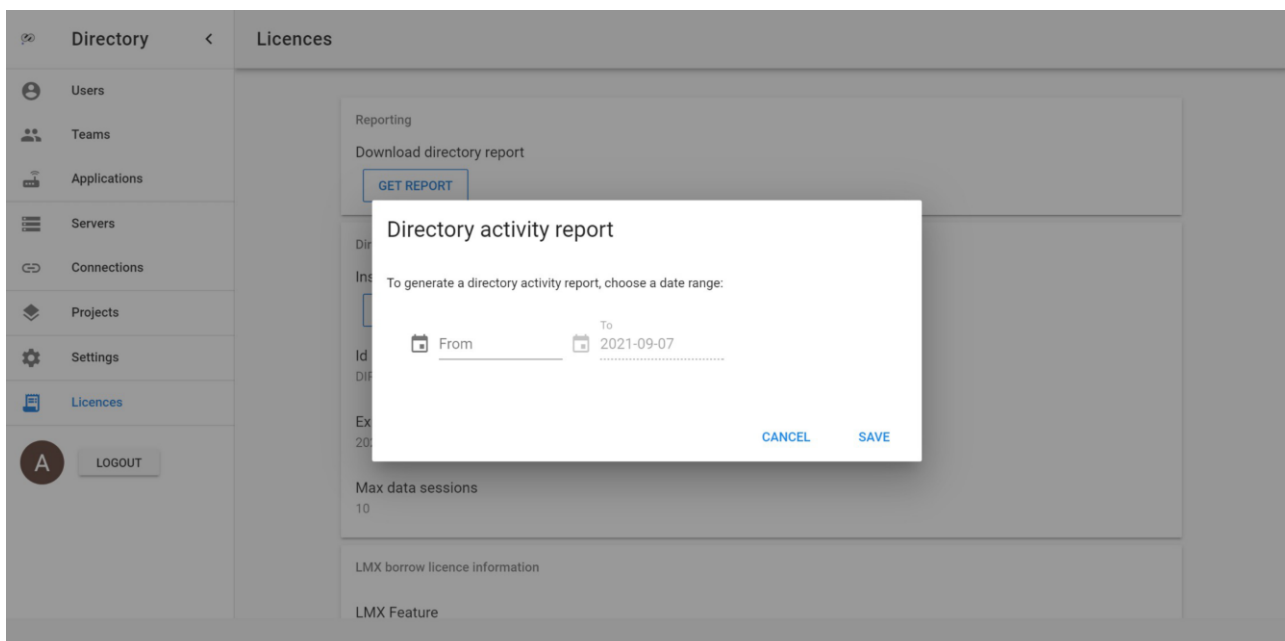 Directory
Licences
Users
Teams
Applications
Servers
Connections
Projects
Settings
Licences
A
LOGOUT
Reporting
Download directory report
GET REPORT
Directory activity report
To generate a directory activity report, choose a date range:
From
To
2021-09-07
CANCEL
SAVE
Id
Max data sessions
10
LMX borrow licence information
LMX Feature